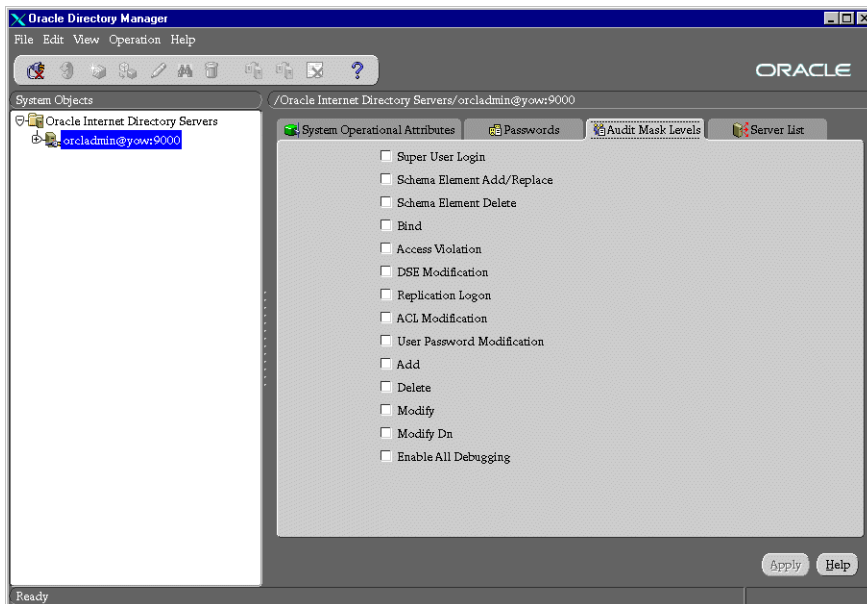 Oracle Directory Manager
File Edit View Operation Help
ORACLE
System Objects
/Oracle Internet Directory Servers/orcladmin@yow:9000
Oracle Internet Directory Servers
orcladmin@yow:9000
System Operational Attributes
Passwords
Audit Mask Levels
Server List
Super User Login
Schema Element Add/Replace
Schema Element Delete
Bind
Access Violation
DSE Modification
Replication Logon
ACL Modification
User Password Modification
Add
Delete
Modify
Modify Dn
Enable All Debugging
Apply
Help
Ready